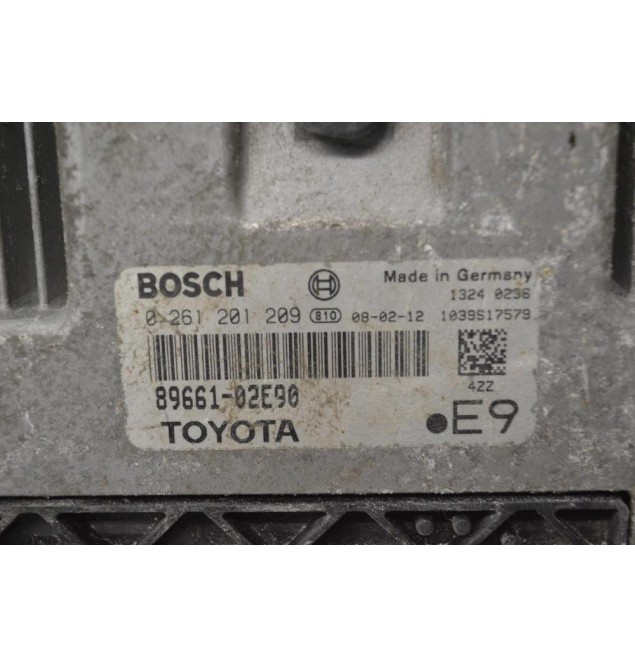 BOSCH Made in Germany
1324 0236
0 261 201 209 810 08-02-12 1039S17579
4ZZ
89661-02E90
TOYOTA •E9